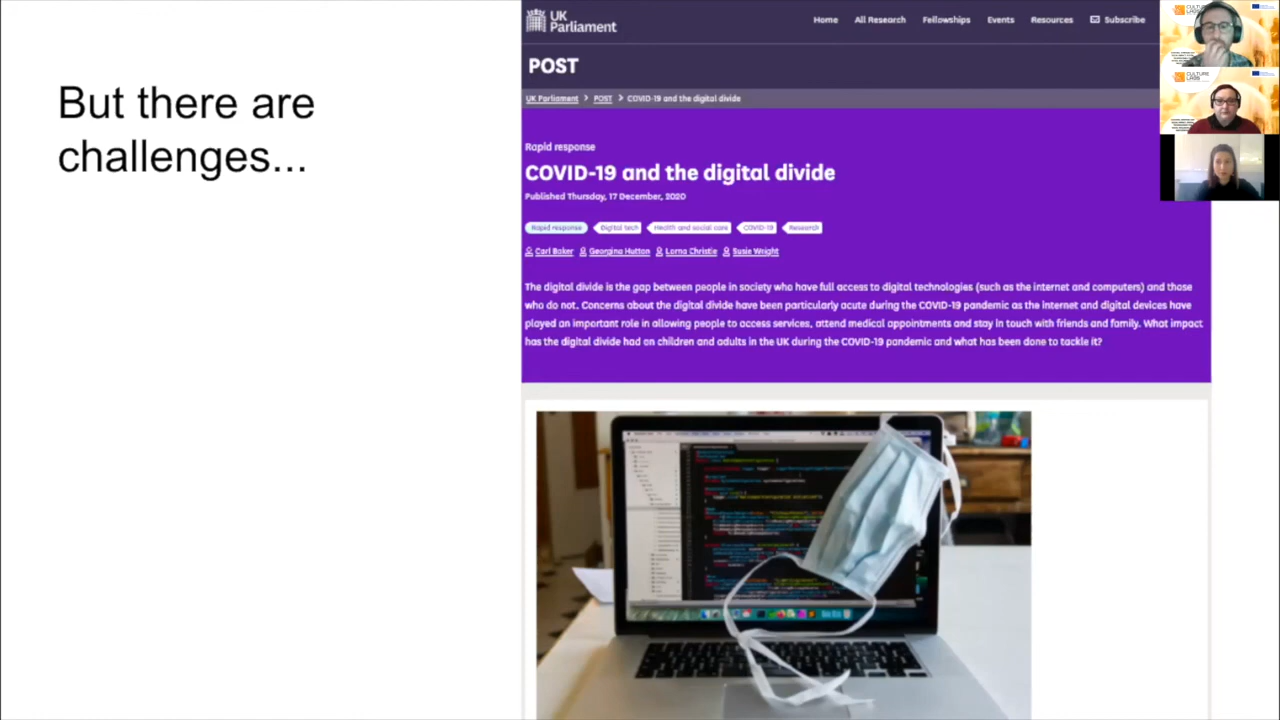 But there are
challenges...
UK
Parliament
Home All Research Fellowships Events Resources Subscribe
POST
UK Parliament > POST > COVID-19 and the digital divide
Rapid response
COVID-19 and the digital divide
Published Thursday, 17 December, 2020
Rapid response Digital tech Health and social care COVID-19 Research
Carl Baker Georgina Hutton Lorna Christie Susie Wright
The digital divide is the gap between people in society who have full access to digital technologies (such as the internet and computers) and those
who do not. Concerns about the digital divide have been particularly acute during the COVID-19 pandemic as the internet and digital devices have
played an important role in allowing people to access services, attend medical appointments and stay in touch with friends and family. What impact
has the digital divide had on children and adults in the UK during the COVID-19 pandemic and what has been done to tackle it?
CULTURE
LABS